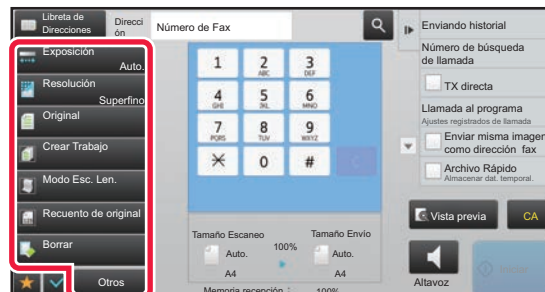 Libreta de
Direcciones
Direcci
ón
Número de Fax
Exposición
Auto.
Resolución
Superfino
Original
Crear Trabajo
Modo Esc. Len.
Recuento de original
Borrar
Otros
1
2
ABC
3
DEF
4
GHI
5
JKL
6
MNO
7
PQRS
8
TUV
9
WXYZ
0
#
C
Tamaño Escaneo
Tamaño Envío
Auto.
100%
Auto.
A4
A4
Memoria recepción :
100%
Enviando historial
Número de búsqueda
de llamada
TX directa
Llamada al programa
Ajustes registrados de llamada
Enviar misma imagen
como dirección fax
Archivo Rápido
Almacenar dat. temporal.
Vista previa
CA
Altavoz
Iniciar